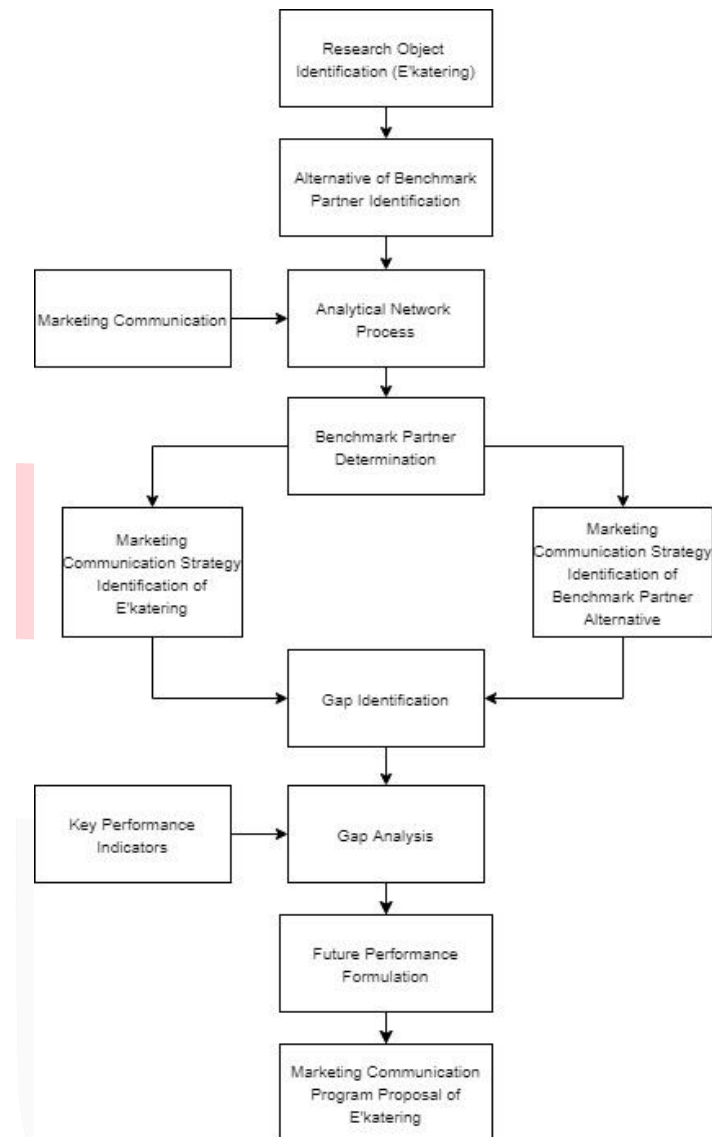 Research Object
Identification (E'katering)
Alternative of Benchmark
Partner Identification
Marketing Communication
Analytical Network
Process
Benchmark Partner
Determination
Marketing
Communication Strategy
Identification of
E'katering
Marketing
Communication Strategy
Identification of
Benchmark Partner
Alternative
Gap Identification
Key Performance
Indicators
Gap Analysis
Future Performance
Formulation
Marketing Communication
Program Proposal of
E'katering